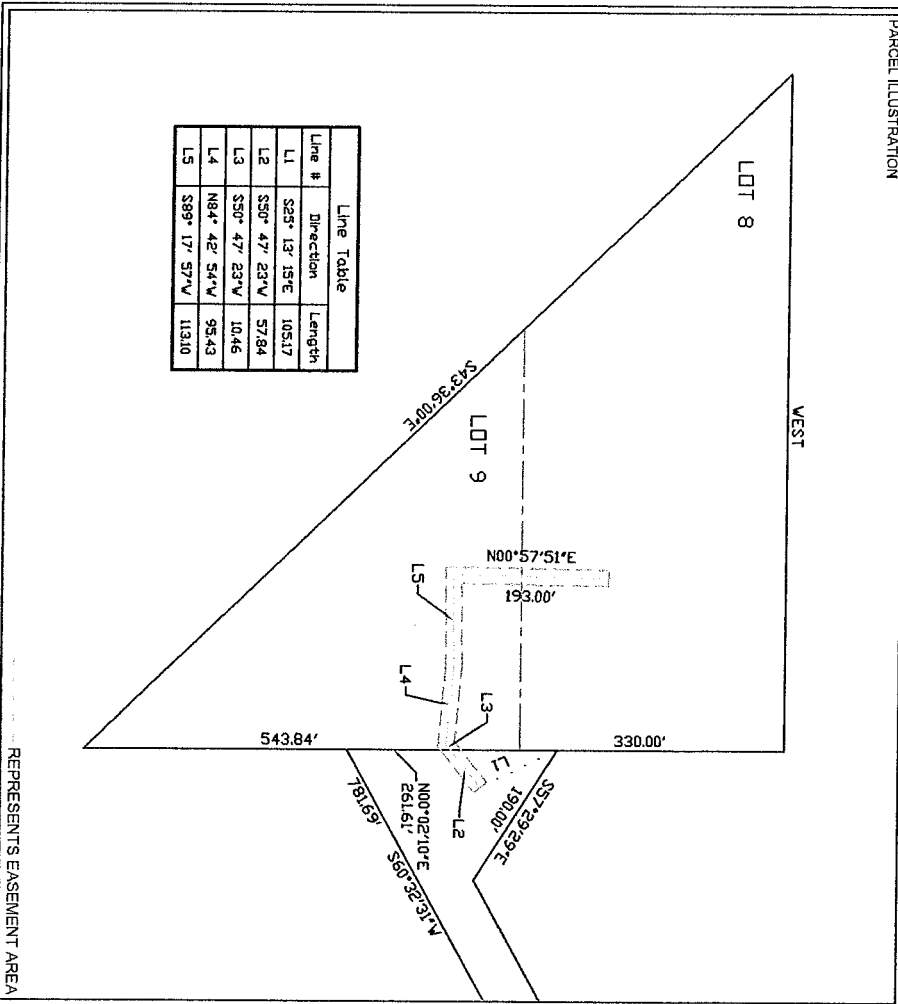 PARCEL ILLUSTRATION
LOT 8
WEST
Line Table
Line # Direction Length
L1 S25° 13' 15"E 105.17
L2 S50° 47' 23"W 57.84
L3 S50° 47' 23"W 10.46
L4 N84° 42' 54"W 95.43
L5 S89° 17' 57"W 113.10
S43°36'00"E
LOT 9
N00°57'51"E
193.00'
L5
L4
L3
L1
L2
330.00'
543.84'
S57°29'29"E
190.00'
N00°02'10"E
261.61'
781.69'
S60°32'31"W
REPRESENTS EASEMENT AREA